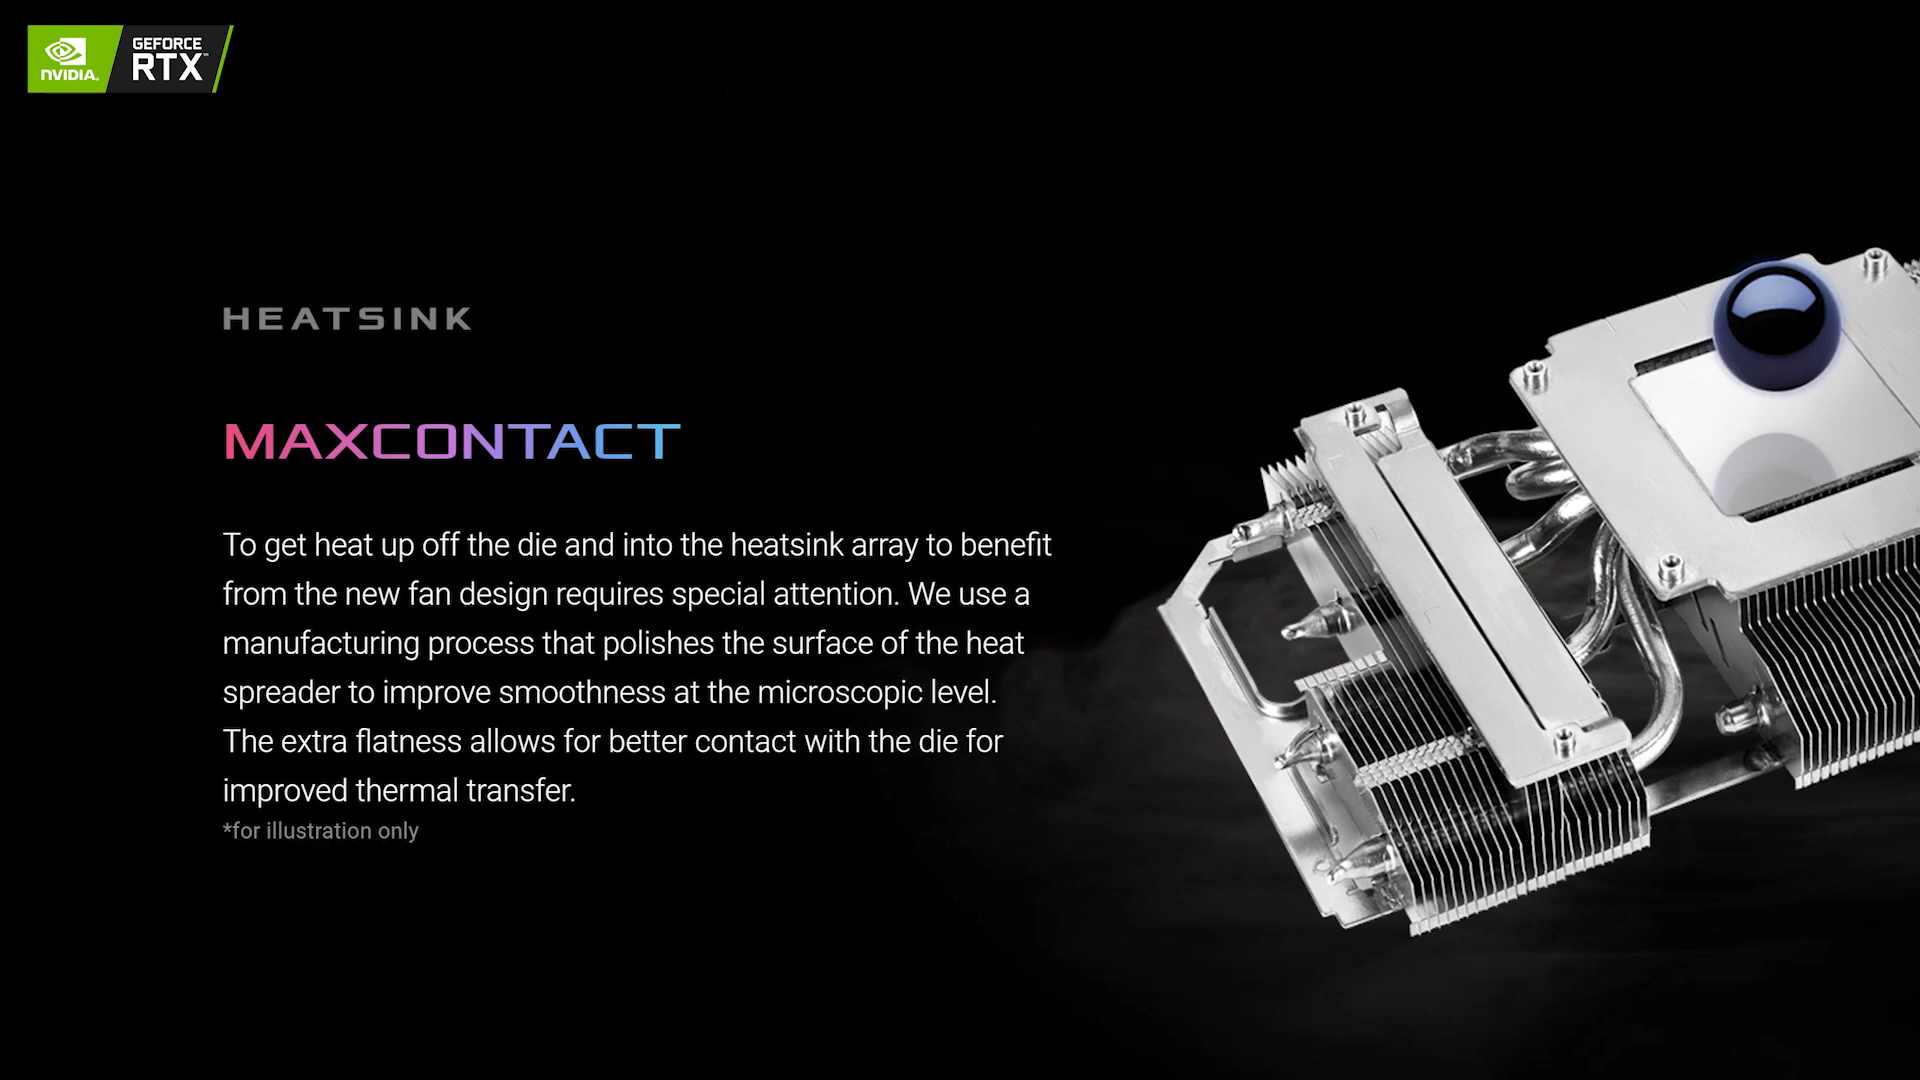 NVIDIA.
GEFORCE
RTX™
HEATSINK
MAXCONTACT
To get heat up off the die and into the heatsink array to benefit
from the new fan design requires special attention. We use a
manufacturing process that polishes the surface of the heat
spreader to improve smoothness at the microscopic level.
The extra flatness allows for better contact with the die for
improved thermal transfer.
*for illustration only